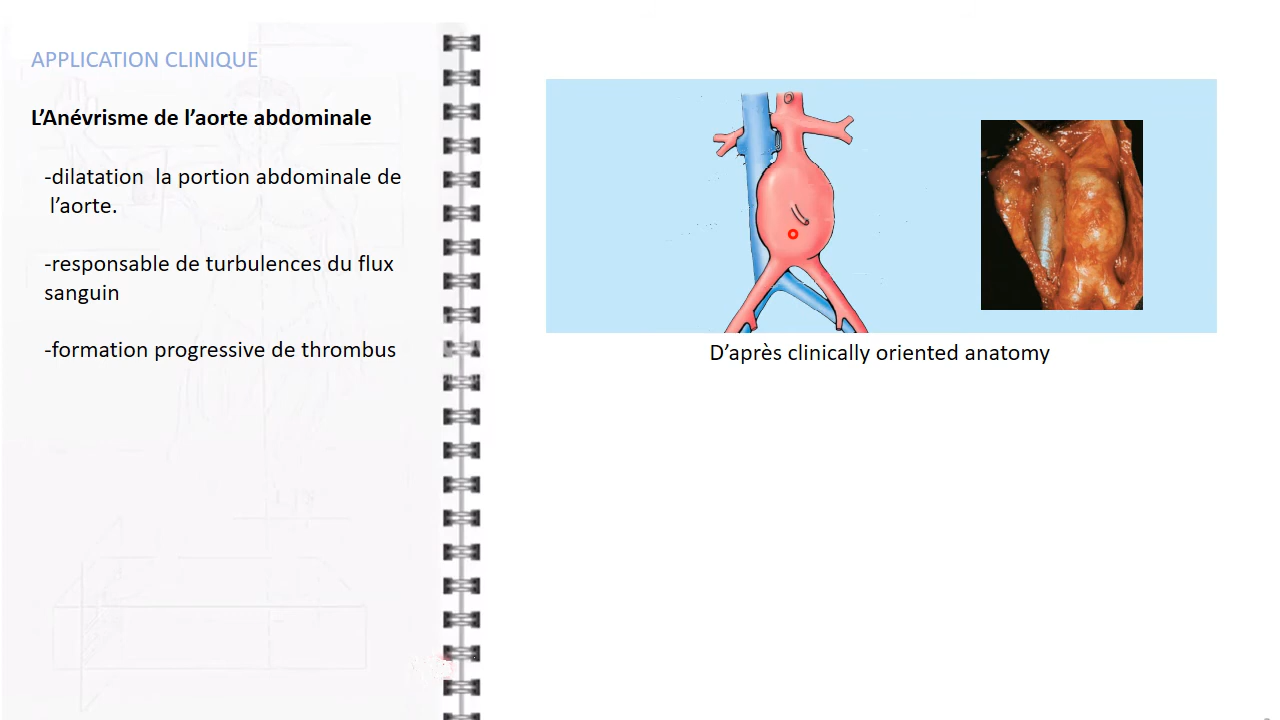 APPLICATION CLINIQUE
L’Anévrisme de l’aorte abdominale
-dilatation  la portion abdominale de
l’aorte.
-responsable de turbulences du flux
sanguin
-formation progressive de thrombus
D’après clinically oriented anatomy